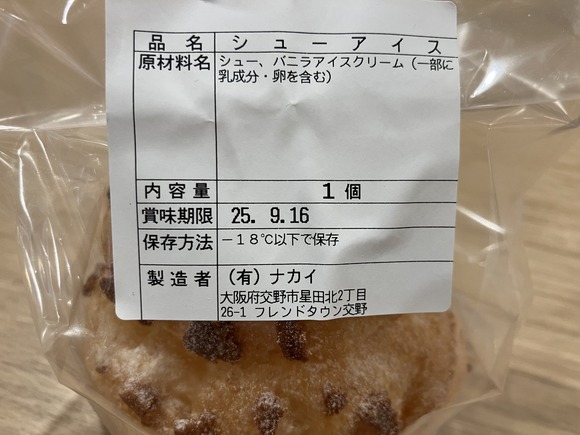 品名 シューアイス
原材料名 シュー、バニラアイスクリーム（一部に
乳成分・卵を含む）
内容量 1個
賞味期限 25. 9.16
保存方法 －18℃以下で保存
製造者 （有）ナカイ
大阪府交野市星田北2丁目
26-1 フレンドタウン交野